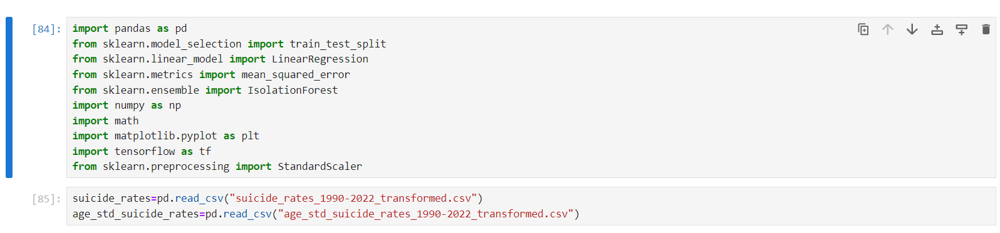 [84]: import pandas as pd
from sklearn.model_selection import train_test_split
from sklearn.linear_model import LinearRegression
from sklearn.metrics import mean_squared_error
from sklearn.ensemble import IsolationForest
import numpy as np
import math
import matplotlib.pyplot as plt
import tensorflow as tf
from sklearn.preprocessing import StandardScaler
[85]: suicide_rates=pd.read_csv("suicide_rates_1990-2022_transformed.csv")
age_std_suicide_rates=pd.read_csv("age_std_suicide_rates_1990-2022_transformed.csv")